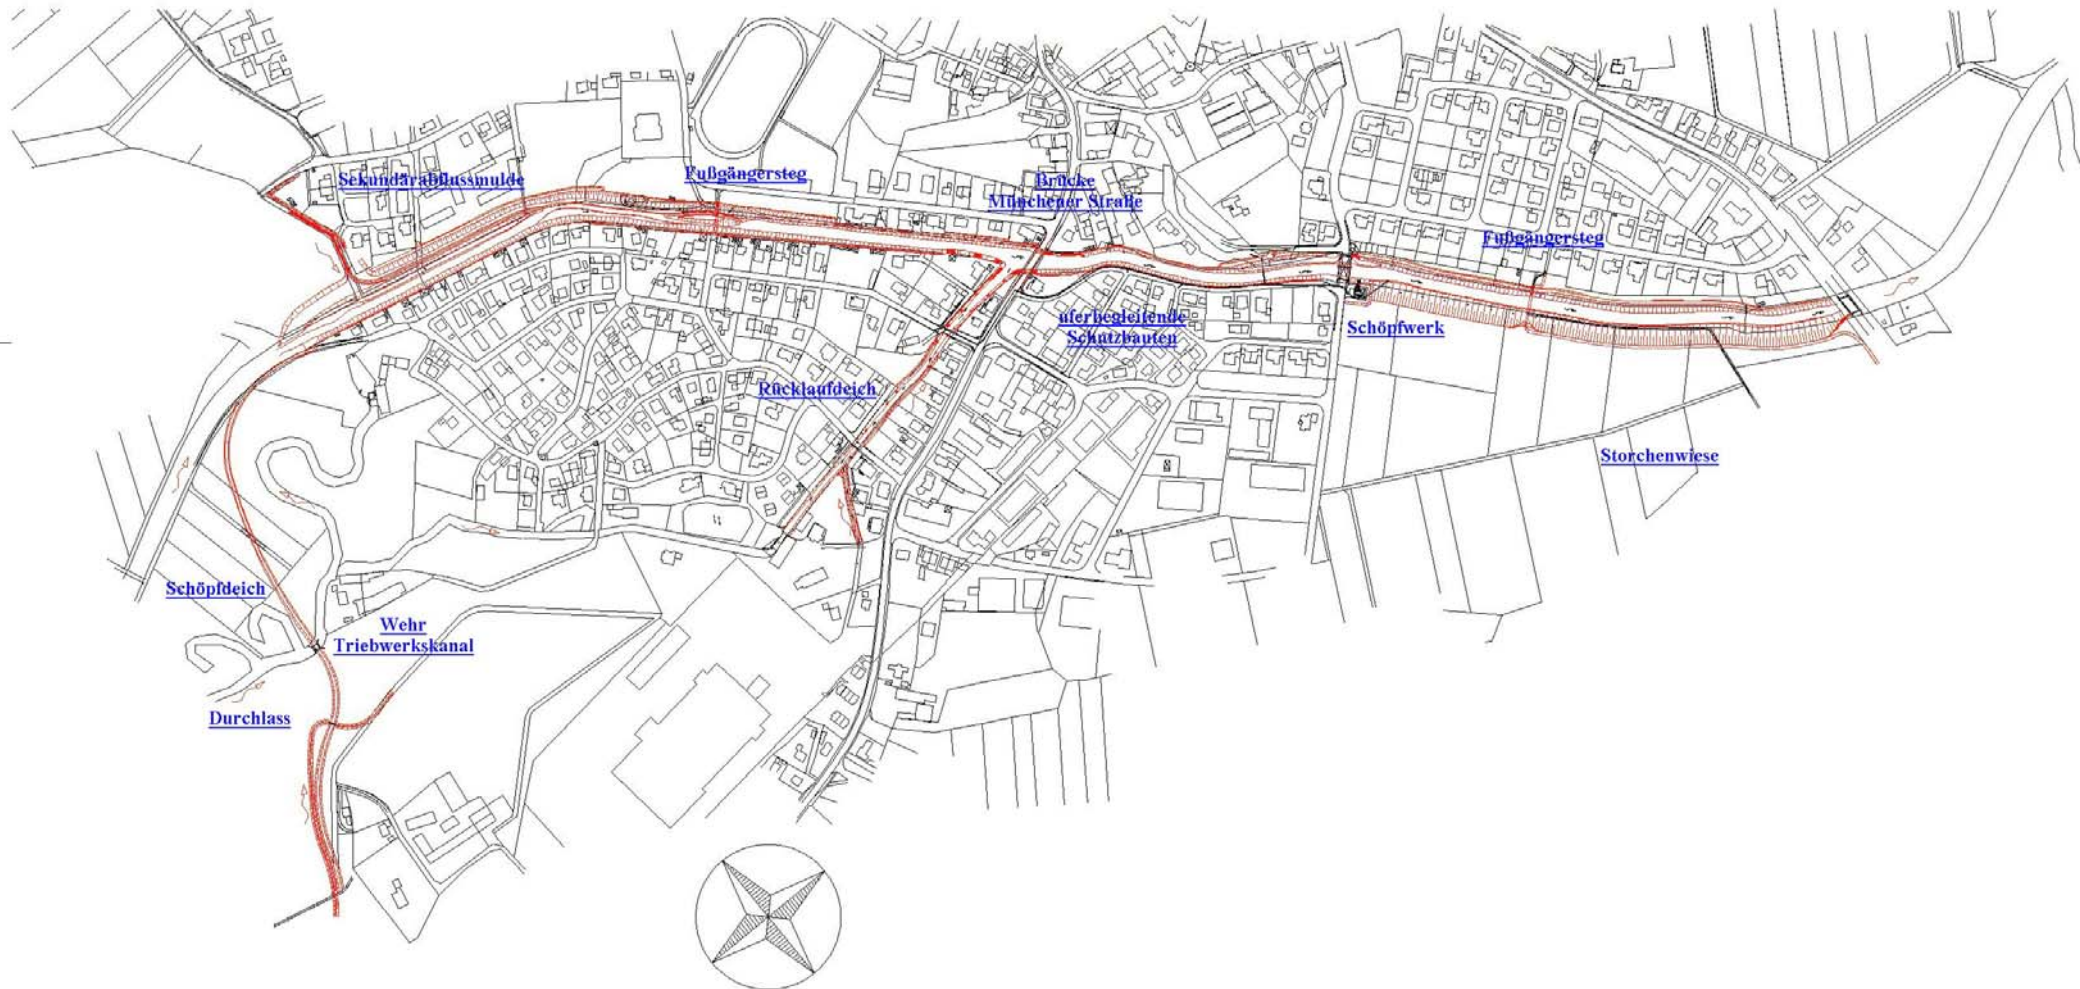 Sekundärabflussmulde
Fußgängersteg
Brücke
Münchener Straße
Fußgängersteg
uferbegleitende
Schutzbauten
Schöpfwerk
Rücklaufdeich
Storchenwiese
Schöpfdeich
Wehr
Triebwerkskanal
Durchlass